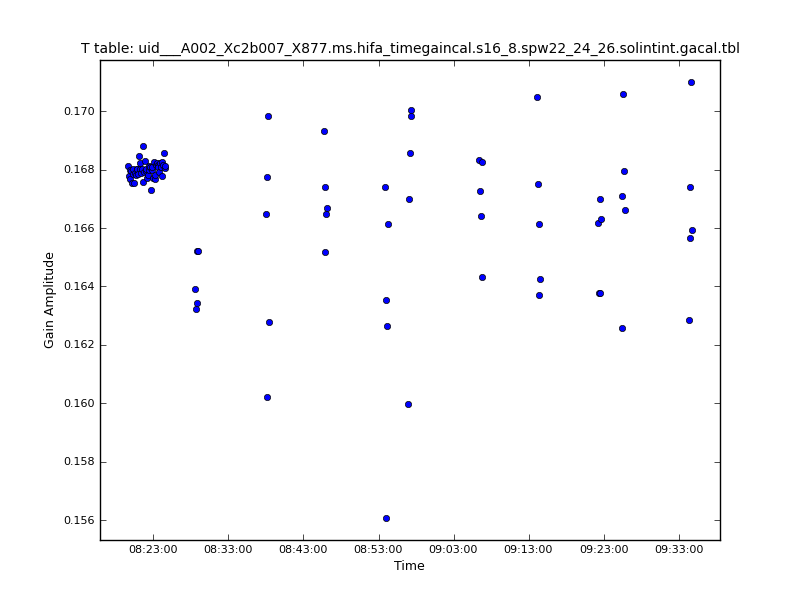 T table: uid___A002_Xc2b007_X877.ms.hifa_timegaincal.s16_8.spw22_24_26.solintint.gacal.tbl
0.170
0.168
0.166
0.164
0.162
0.160
0.158
0.156
Gain Amplitude
08:23:00 08:33:00 08:43:00 08:53:00 09:03:00 09:13:00 09:23:00 09:33:00
Time